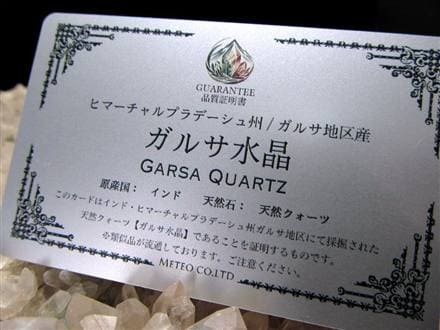 GUARANTEE
品質証明書
ヒマーチャルプラデーシュ州/ガルサ地区産
ガルサ水晶
GARSA QUARTZ
原産国： インド 天然石： 天然クォーツ
このカードはインド・ヒマーチャルプラデーシュ州ガルサ地区にて採掘された
天然クォーツ【ガルサ水晶】であることを証明するものです。
類似品が流通しております。ご注意ください。
METEO CO.LTD